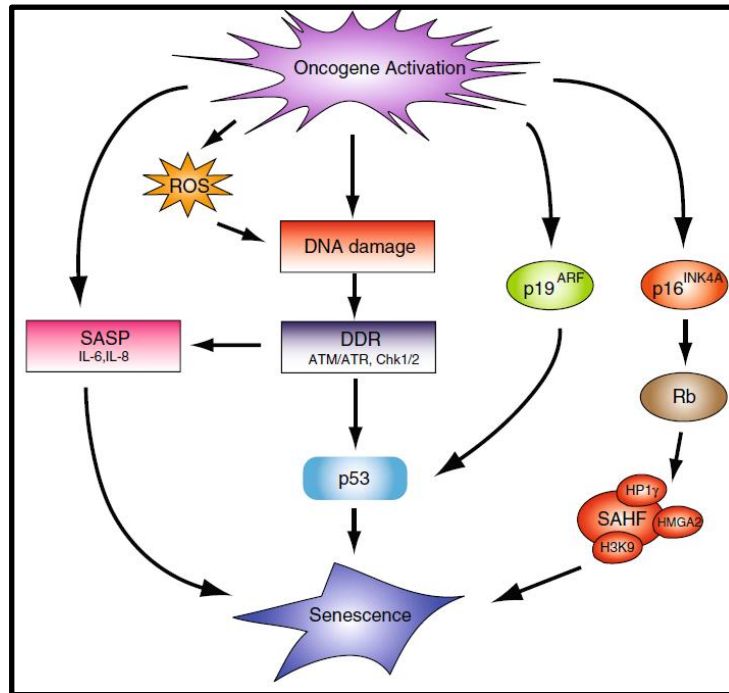 Oncogene Activation
ROS
DNA damage
p19ARF
p16INK4A
SASP
IL-6,IL-8
DDR
ATM/ATR, Chk1/2
Rb
p53
HP1γ
SAHF
HMGA2
H3K9
Senescence